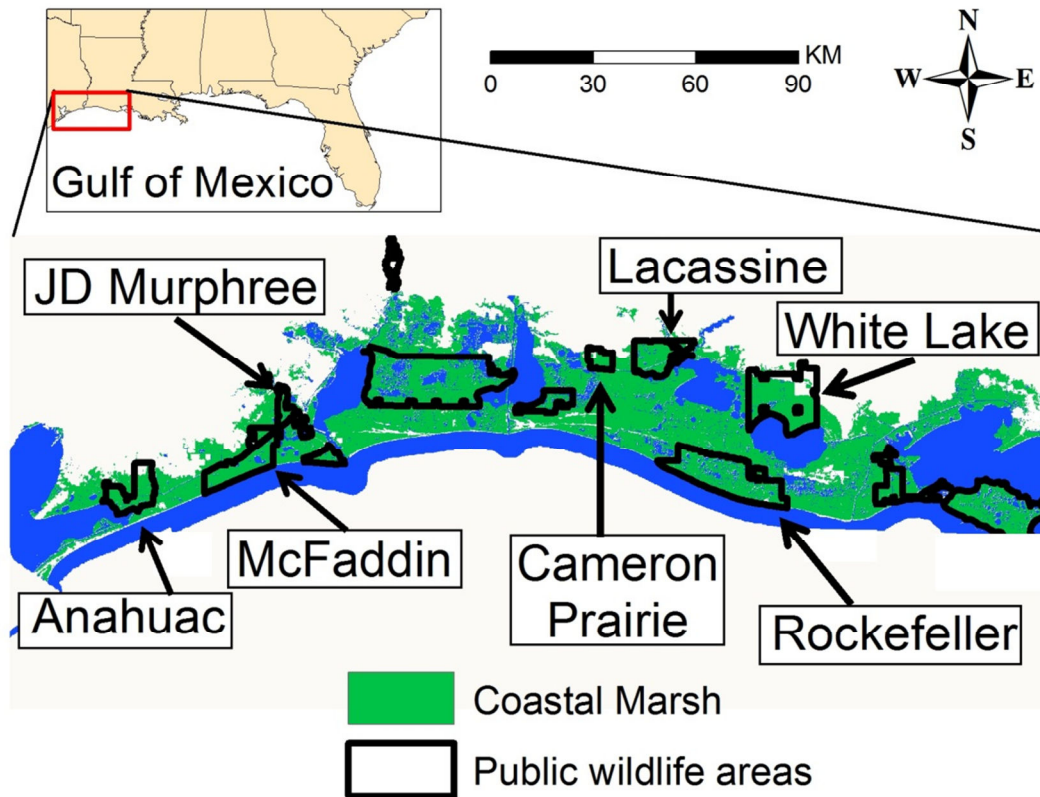 N
KM
0 30 60 90
W E
S
Gulf of Mexico
JD Murphree
Lacassine
White Lake
McFaddin
Anahuac
Cameron
Prairie
Rockefeller
Coastal Marsh
Public wildlife areas